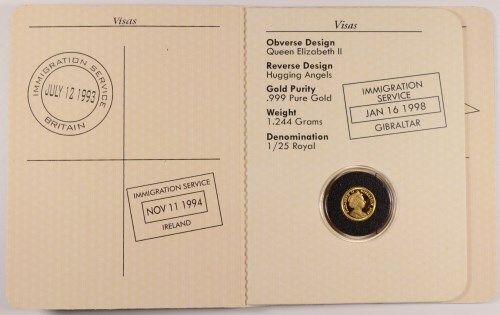 Visas
IMMIGRATION SERVICE
JULY 12 1993
BRITAIN
IMMIGRATION SERVICE
NOV 11 1994
IRELAND
Visas
Obverse Design
Queen Elizabeth II
Reverse Design
Hugging Angels
Gold Purity
.999 Pure Gold
Weight
1.244 Grams
Denomination
1/25 Royal
IMMIGRATION
SERVICE
JAN 16 1998
GIBRALTAR